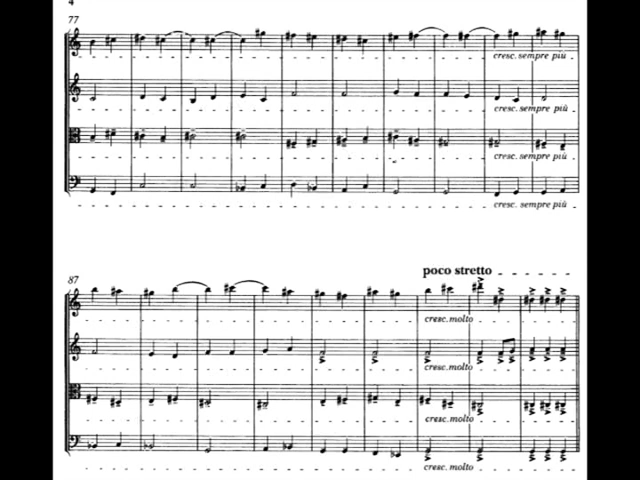 4
77
cresc. sempre più
cresc. sempre più
cresc. sempre più
cresc. sempre più
poco stretto
87
cresc. molto
cresc. molto
cresc. molto
cresc. molto